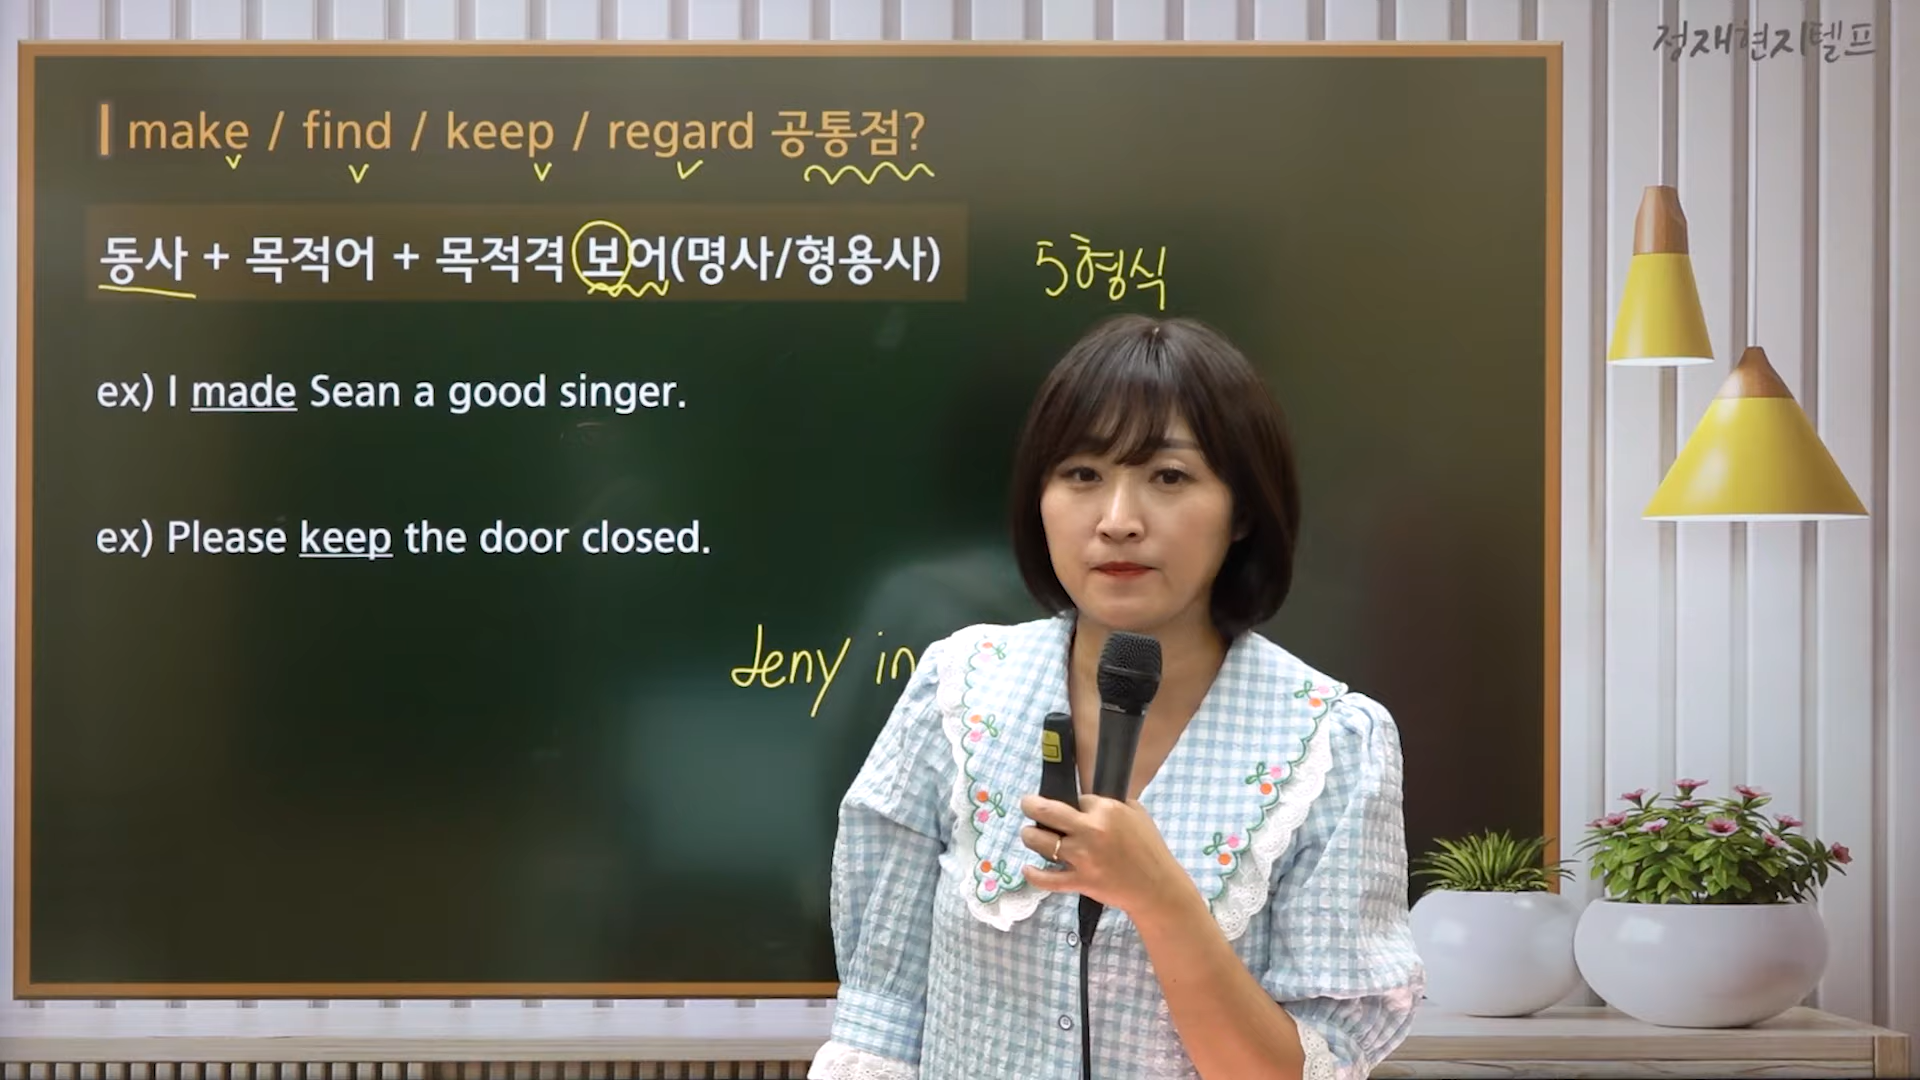 정재현지텔프
make / find / keep / regard 공통점?
동사 + 목적어 + 목적격 보어(명사/형용사)
5형식
ex) I made Sean a good singer.
ex) Please keep the door closed.
deny in